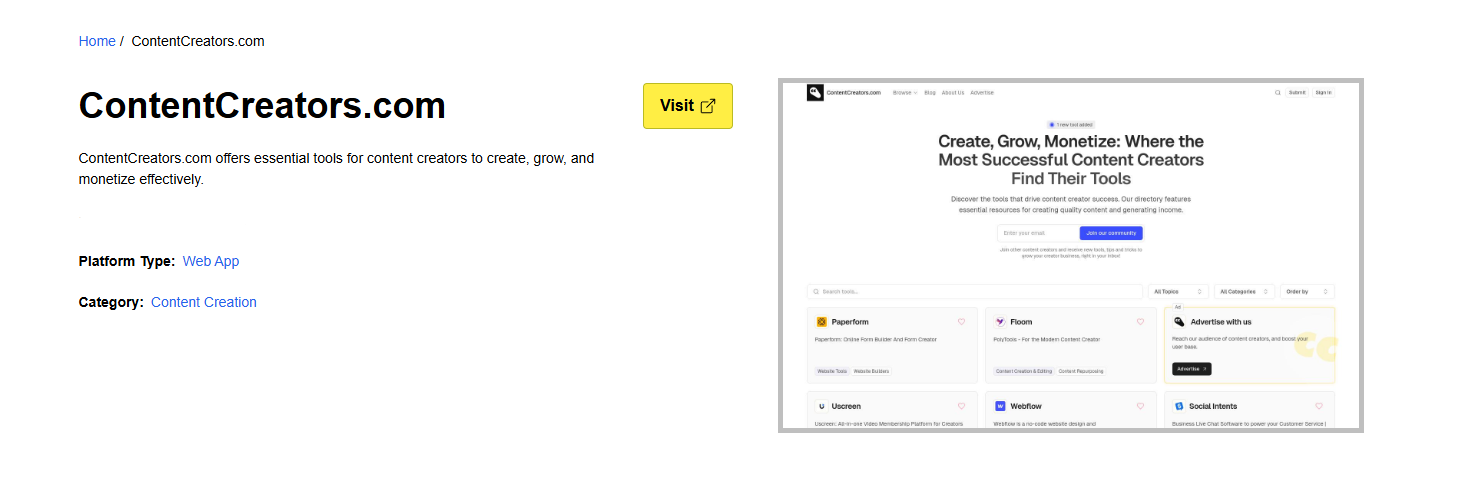 Home / ContentCreators.com
ContentCreators.com
Visit
ContentCreators.com offers essential tools for content creators to create, grow, and
monetize effectively.
Platform Type: Web App
Category: Content Creation
ContentCreators.com
Browse
Blog
About Us
Advertise
Submit
Sign in
1 new tool added
Create, Grow, Monetize: Where the
Most Successful Content Creators
Find Their Tools
Discover the tools that drive content creator success. Our directory features
essential resources for creating quality content and generating income.
Enter your email
Join our community
Join other content creators and receive new tools, tips and tricks to
grow your creator business, right in your inbox!
Search tools...
All Topics
All Categories
Order by
Paperform
Paperform: Online Form Builder And Form Creator
Website Tools
Website Builders
Floom
PolyTools - For the Modern Content Creator
Content Creation & Editing
Content Repurposing
Ad
Advertise with us
Reach our audience of content creators, and boost your
user base.
Advertise
Uscreen
Uscreen: All-in-one Video Membership Platform for Creators
Webflow
Webflow is a no-code website design and
Social Intents
Business Live Chat Software to power your Customer Service |